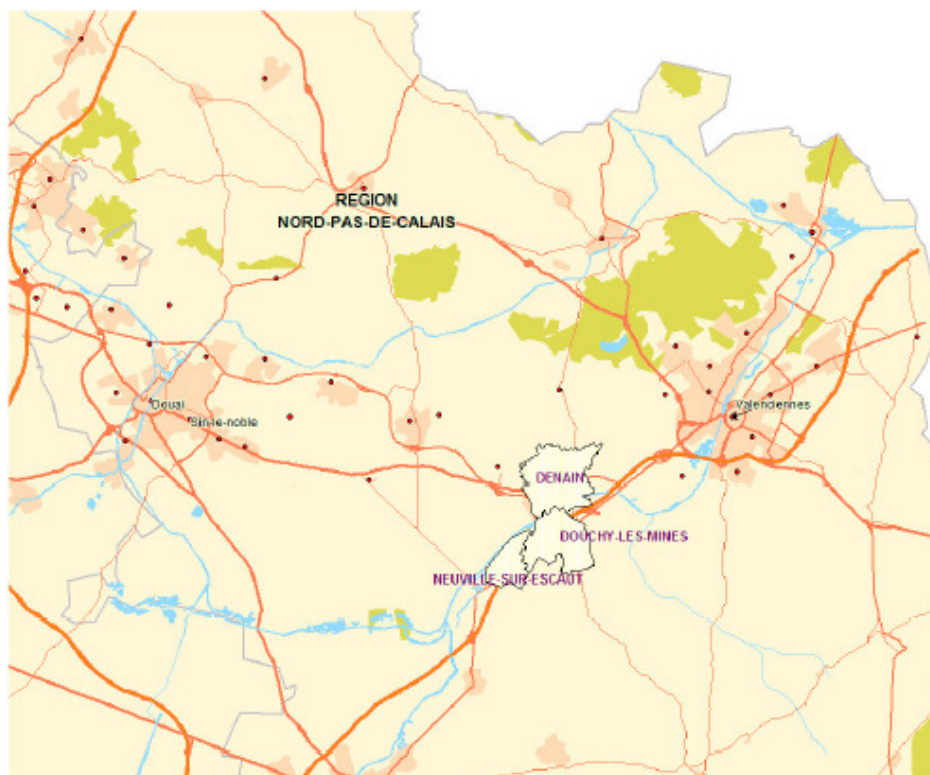 REGION
NORD-PAS-DE-CALAIS
Douai
Sin-le-noble
Valenciennes
DENAIN
DOUCHY-LES-MINES
NEUVILLE-SUR-ESCAUT